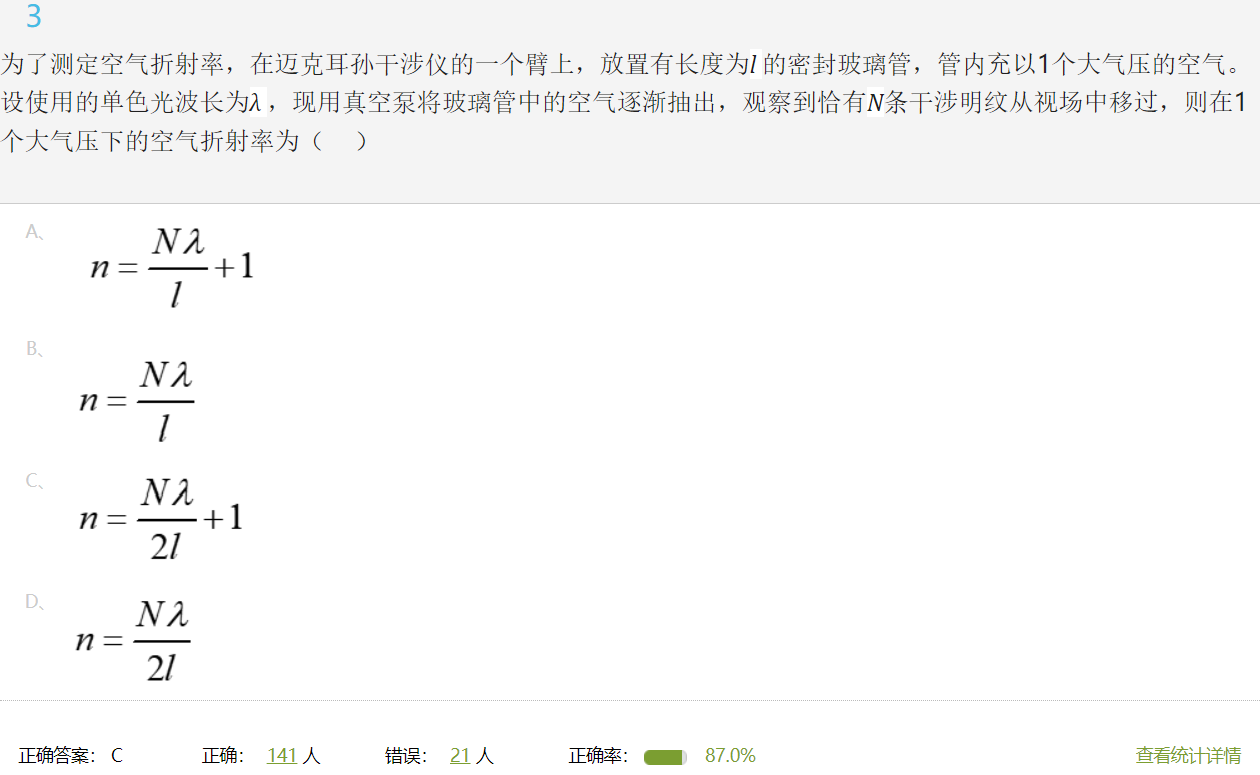 3
为了测定空气折射率，在迈克耳孙干涉仪的一个臂上，放置有长度为l 的密封玻璃管，管内充以1个大气压的空气。
设使用的单色光波长为λ ，现用真空泵将玻璃管中的空气逐渐抽出，观察到恰有N条干涉明纹从视场中移过，则在1
个大气压下的空气折射率为（    ）
A、 n = Nλ/l + 1
B、 n = Nλ/l
C、 n = Nλ/2l + 1
D、 n = Nλ/2l
正确答案： C 正确： 141 人 错误： 21 人 正确率： 87.0% 查看统计详情